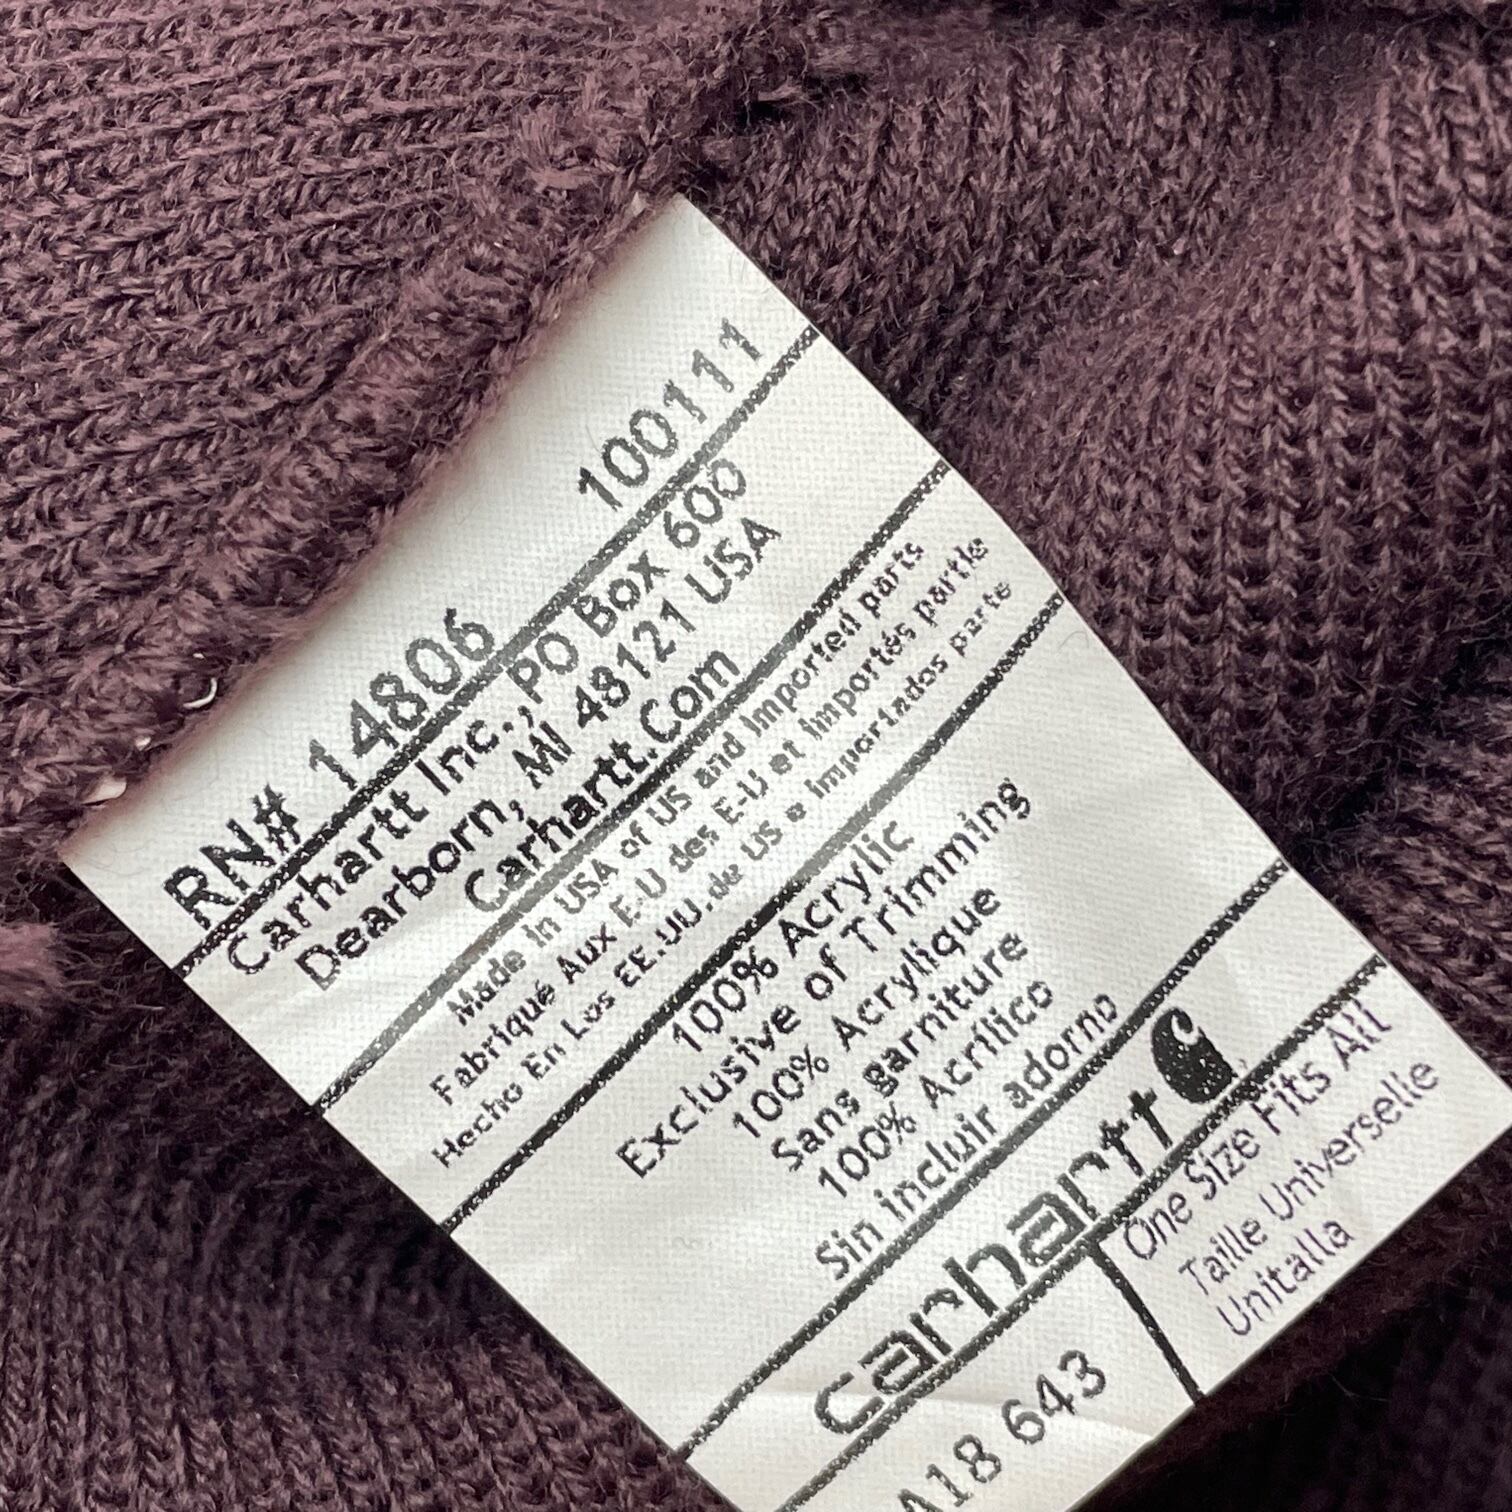 RN# 14806 100111
Carhartt Inc., PO Box 600
Dearborn, MI 48121 USA
Carhartt.Com
Made In USA of US and Imported parts
Fabriqué Aux E-U des E-U et importés partie
Hecho En Los EE.UU.de US e importados parte
100% Acrylic
Exclusive of Trimming
100% Acrylique
Sans garniture
100% Acrílico
Sin incluir adorno
carhartt
A18 643
One Size Fits All
Taille Universelle
Unitalla